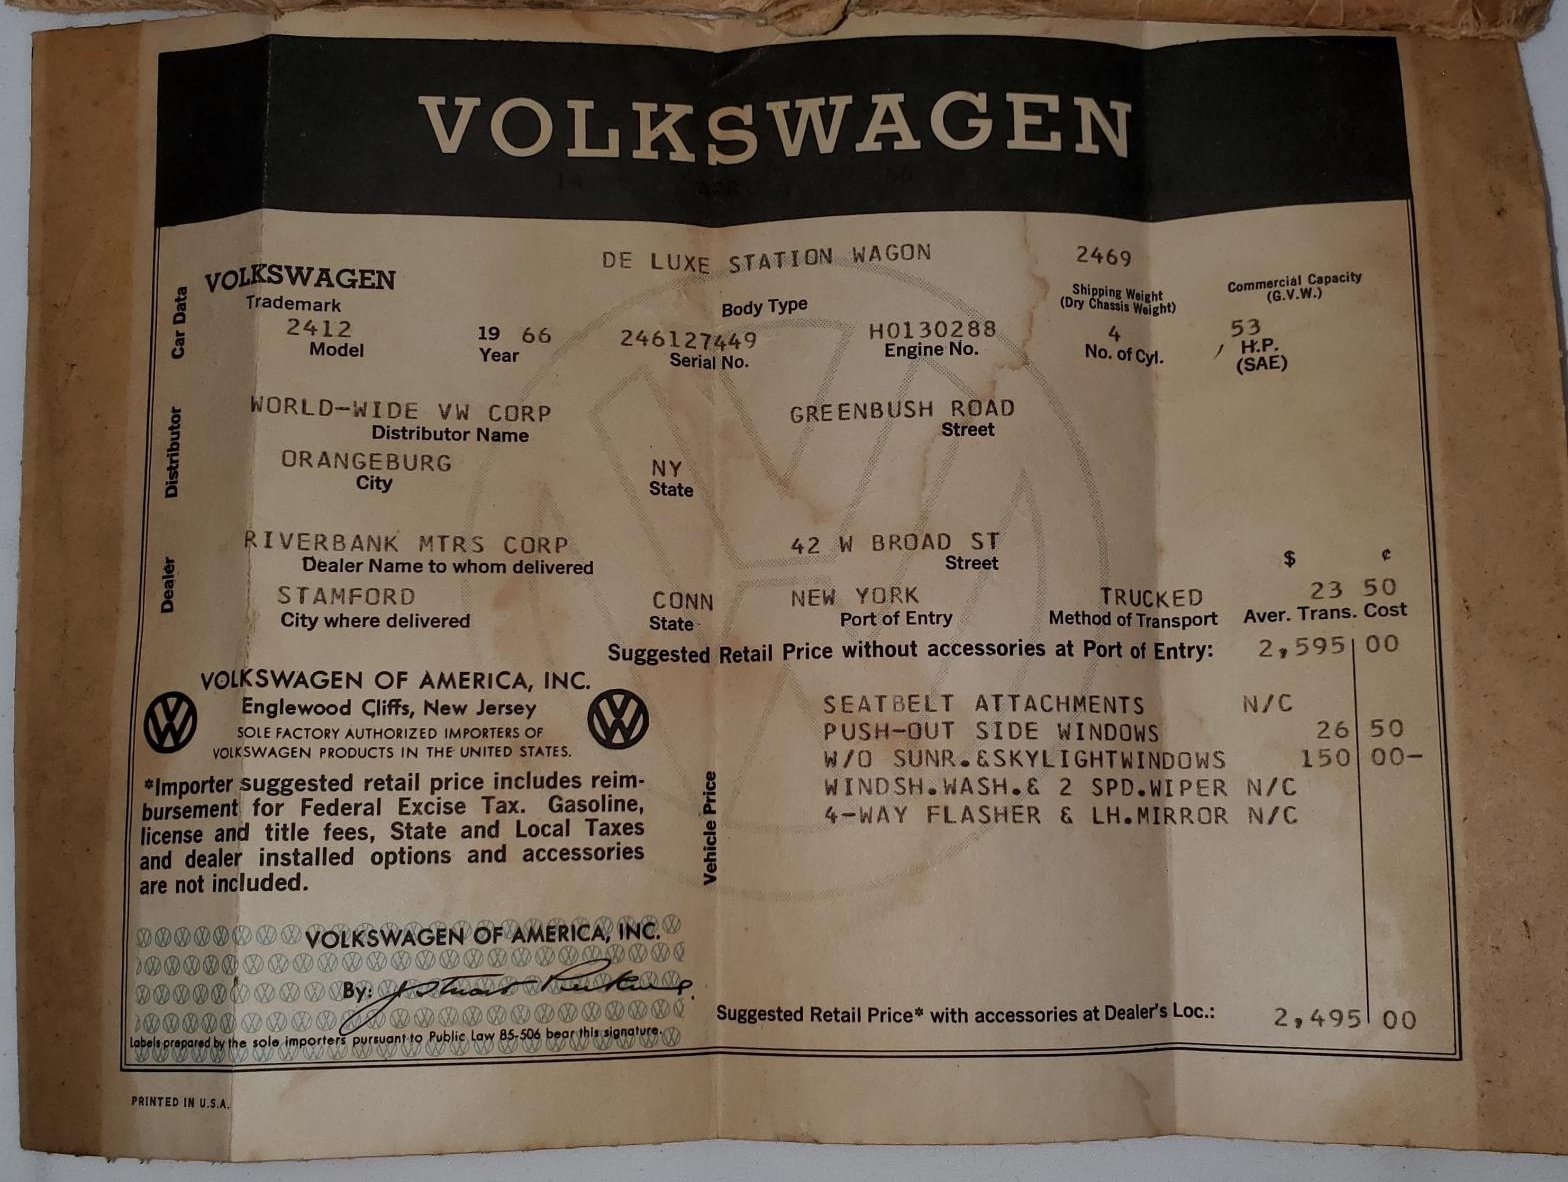 VOLKSWAGEN
DE LUXE STATION WAGON 2469
VOLKSWAGEN
Trademark Body Type Shipping Weight (Dry Chassis Weight) Commercial Capacity (G.V.W.)
2412 19 66 246127449 H0130288 4 53
Model Year Serial No. Engine No. No. of Cyl. H.P. (SAE)
Car Data
WORLD-WIDE VW CORP GREENBUSH ROAD
Distributor Name Street
ORANGEBURG NY
City State
Distributor
RIVERBANK MTRS CORP 42 W BROAD ST
Dealer Name to whom delivered Street $ ¢
STAMFORD CONN NEW YORK TRUCKED 23 50
City where delivered State Port of Entry Method of Transport Aver. Trans. Cost
Dealer
Suggested Retail Price without accessories at Port of Entry: 2,595 00
VOLKSWAGEN OF AMERICA, INC.
Englewood Cliffs, New Jersey
SOLE FACTORY AUTHORIZED IMPORTERS OF
VOLKSWAGEN PRODUCTS IN THE UNITED STATES.
*Importer suggested retail price includes reim-
bursement for Federal Excise Tax. Gasoline,
license and title fees, State and Local Taxes
and dealer installed options and accessories
are not included.
Vehicle Price
SEATBELT ATTACHMENTS N/C
PUSH-OUT SIDE WINDOWS 26 50
W/O SUNR.&SKYLIGHTWINDOWS 150 00-
WINDSH.WASH.& 2 SPD.WIPER N/C
4-WAY FLASHER & LH.MIRROR N/C
VOLKSWAGEN OF AMERICA, INC.
By:
Labels prepared by the sole importers pursuant to Public Law 85-506 bear this signature.
Suggested Retail Price* with accessories at Dealer's Loc.: 2,495 00
PRINTED IN U.S.A.